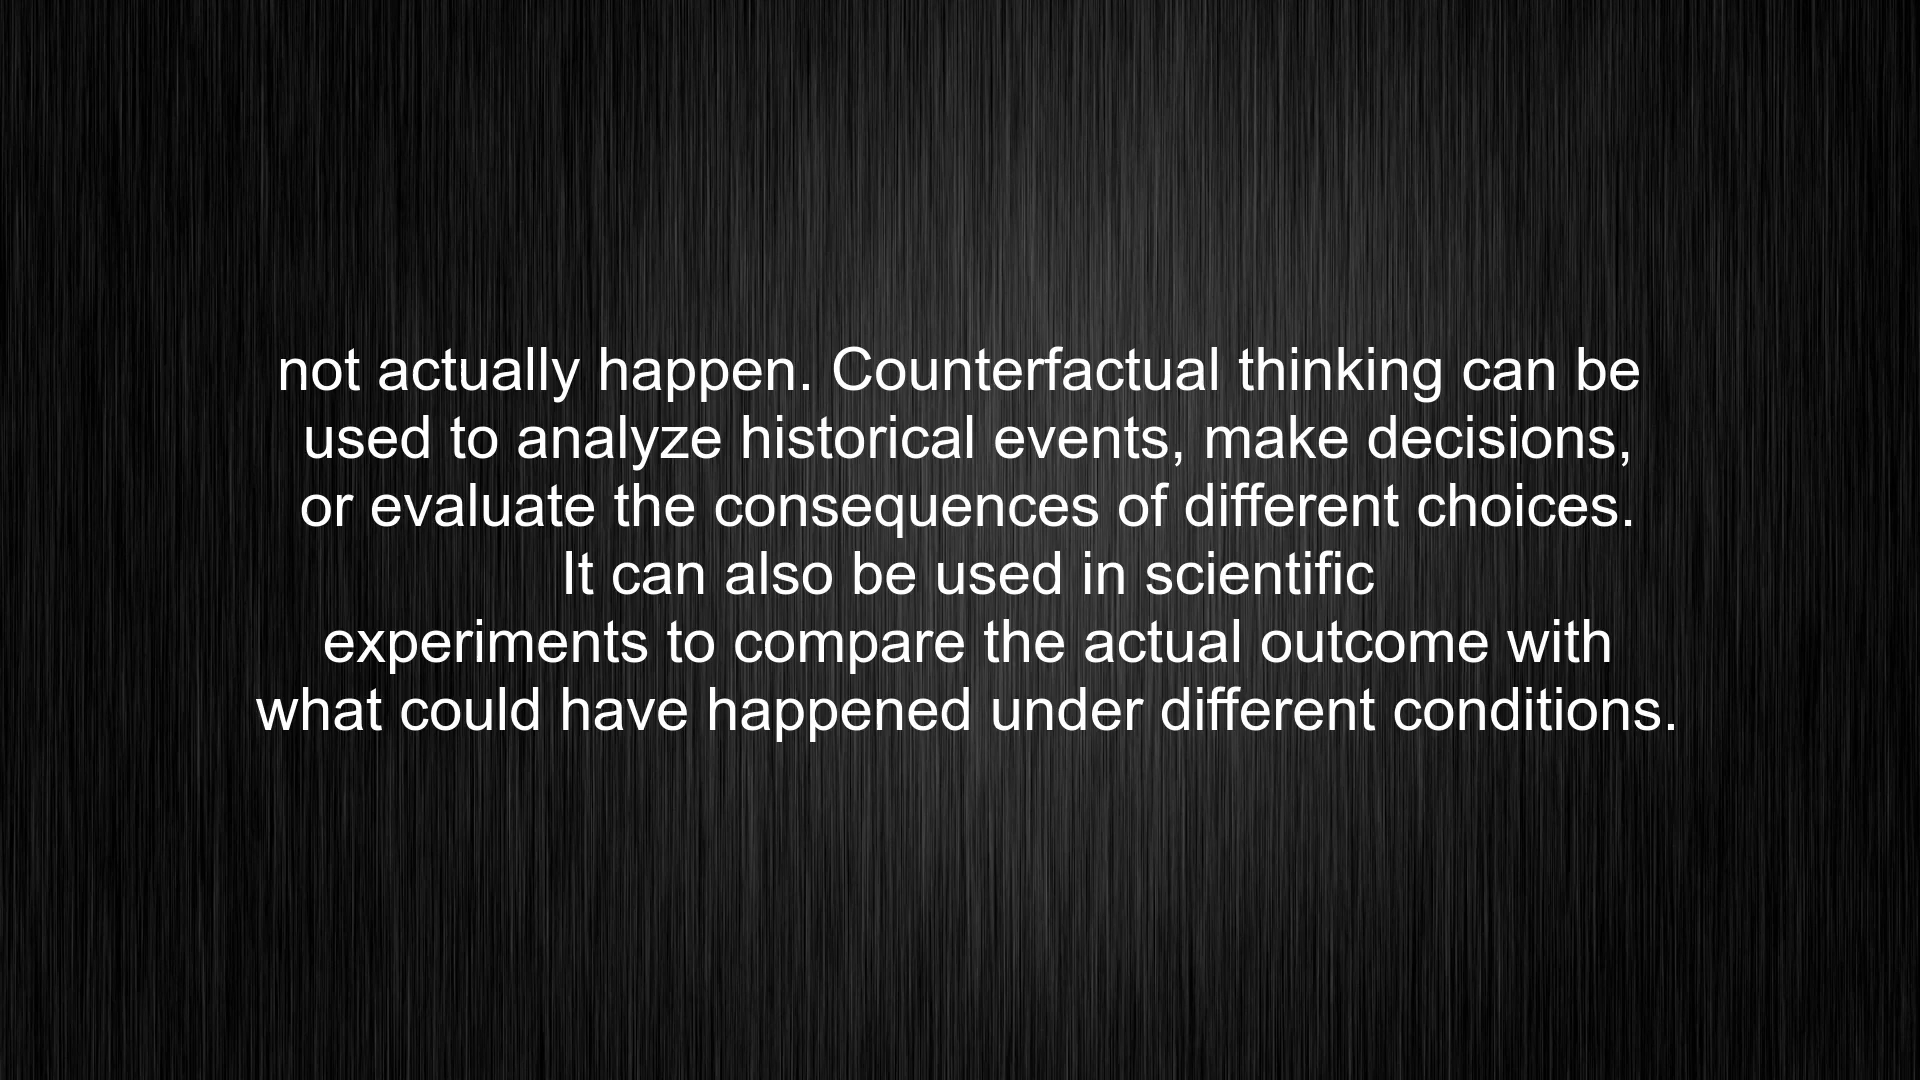 not actually happen. Counterfactual thinking can be
used to analyze historical events, make decisions,
or evaluate the consequences of different choices.
It can also be used in scientific
experiments to compare the actual outcome with
what could have happened under different conditions.